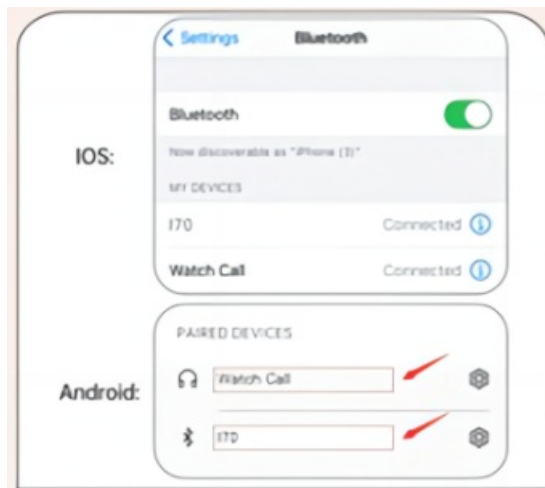 Settings Bluetooth
Bluetooth
Now discoverable as "iPhone (3)"
IOS:
MY DEVICES
I70 Connected
Watch Call Connected
PAIRED DEVICES
Watch Call
Android:
I70